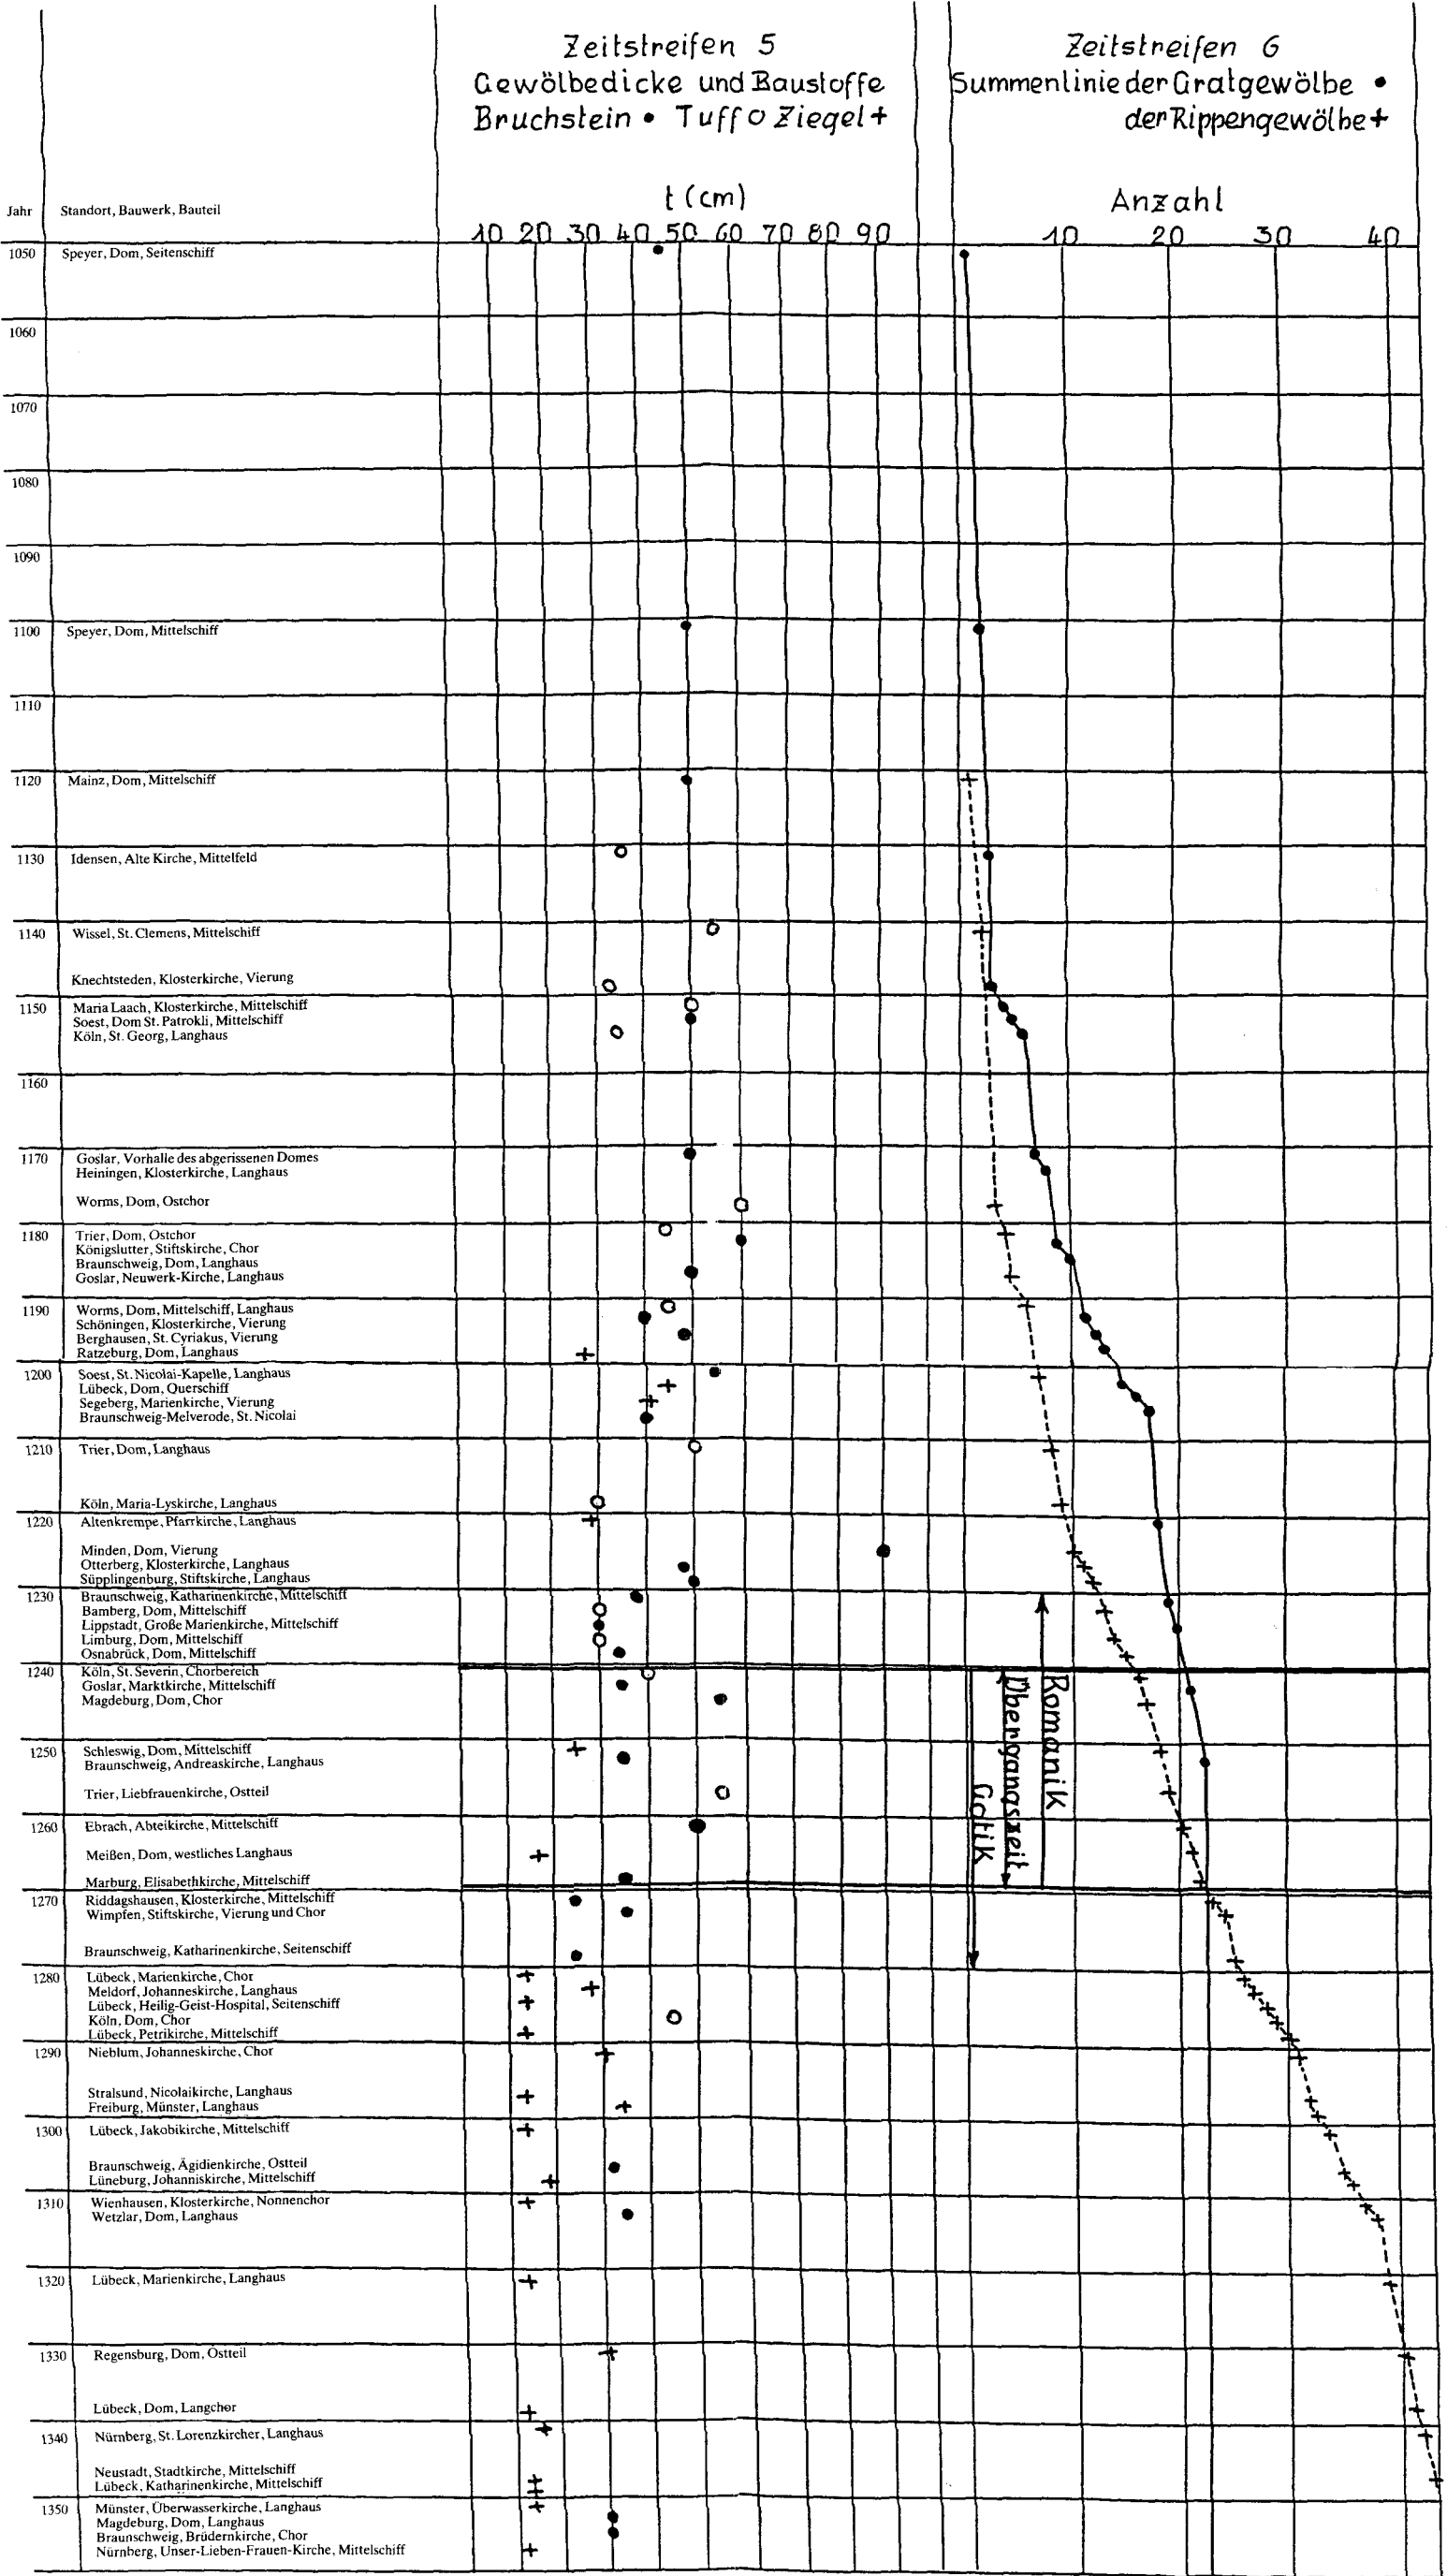 Zeitstreifen 5
Gewölbedicke und Baustoffe
Bruchstein • Tuff O Ziegel +
t (cm)
10 20 30 40 50 60 70 80 90
Zeitstreifen 6
Summenlinie der Gratgewölbe •
der Rippengewölbe +
Anzahl
10 20 30 40
Jahr Standort, Bauwerk, Bauteil
1050 Speyer, Dom, Seitenschiff
1060
1070
1080
1090
1100 Speyer, Dom, Mittelschiff
1110
1120 Mainz, Dom, Mittelschiff
1130 Idensen, Alte Kirche, Mittelfeld
1140 Wissel, St. Clemens, Mittelschiff
Knechtsteden, Klosterkirche, Vierung
1150 Maria Laach, Klosterkirche, Mittelschiff
Soest, Dom St. Patrokli, Mittelschiff
Köln, St. Georg, Langhaus
1160
1170 Goslar, Vorhalle des abgerissenen Domes
Heiningen, Klosterkirche, Langhaus
Worms, Dom, Ostchor
1180 Trier, Dom, Ostchor
Königslutter, Stiftskirche, Chor
Braunschweig, Dom, Langhaus
Goslar, Neuwerk-Kirche, Langhaus
1190 Worms, Dom, Mittelschiff, Langhaus
Schöningen, Klosterkirche, Vierung
Berghausen, St. Cyriakus, Vierung
Ratzeburg, Dom, Langhaus
1200 Soest, St. Nicolai-Kapelle, Langhaus
Lübeck, Dom, Querschiff
Segeberg, Marienkirche, Vierung
Braunschweig-Melverode, St. Nicolai
1210 Trier, Dom, Langhaus
Köln, Maria-Lyskirche, Langhaus
1220 Altenkrempe, Pfarrkirche, Langhaus
Minden, Dom, Vierung
Otterberg, Klosterkirche, Langhaus
Süpplingenburg, Stiftskirche, Langhaus
1230 Braunschweig, Katharinenkirche, Mittelschiff
Bamberg, Dom, Mittelschiff
Lippstadt, Große Marienkirche, Mittelschiff
Limburg, Dom, Mittelschiff
Osnabrück, Dom, Mittelschiff
1240 Köln, St. Severin, Chorbereich
Goslar, Marktkirche, Mittelschiff
Magdeburg, Dom, Chor
Romanik
Übergangszeit
Gotik
1250 Schleswig, Dom, Mittelschiff
Braunschweig, Andreaskirche, Langhaus
Trier, Liebfrauenkirche, Ostteil
1260 Ebrach, Abteikirche, Mittelschiff
Meißen, Dom, westliches Langhaus
Marburg, Elisabethkirche, Mittelschiff
1270 Riddagshausen, Klosterkirche, Mittelschiff
Wimpfen, Stiftskirche, Vierung und Chor
Braunschweig, Katharinenkirche, Seitenschiff
1280 Lübeck, Marienkirche, Chor
Meldorf, Johanneskirche, Langhaus
Lübeck, Heilig-Geist-Hospital, Seitenschiff
Köln, Dom, Chor
Lübeck, Petrikirche, Mittelschiff
1290 Nieblum, Johanneskirche, Chor
Stralsund, Nicolaikirche, Langhaus
Freiburg, Münster, Langhaus
1300 Lübeck, Jakobikirche, Mittelschiff
Braunschweig, Ägidienkirche, Ostteil
Lüneburg, Johanniskirche, Mittelschiff
1310 Wienhausen, Klosterkirche, Nonnenchor
Wetzlar, Dom, Langhaus
1320 Lübeck, Marienkirche, Langhaus
1330 Regensburg, Dom, Ostteil
Lübeck, Dom, Langchor
1340 Nürnberg, St. Lorenzkircher, Langhaus
Neustadt, Stadtkirche, Mittelschiff
Lübeck, Katharinenkirche, Mittelschiff
1350 Münster, Überwasserkirche, Langhaus
Magdeburg, Dom, Langhaus
Braunschweig, Brüdernkirche, Chor
Nürnberg, Unser-Lieben-Frauen-Kirche, Mittelschiff